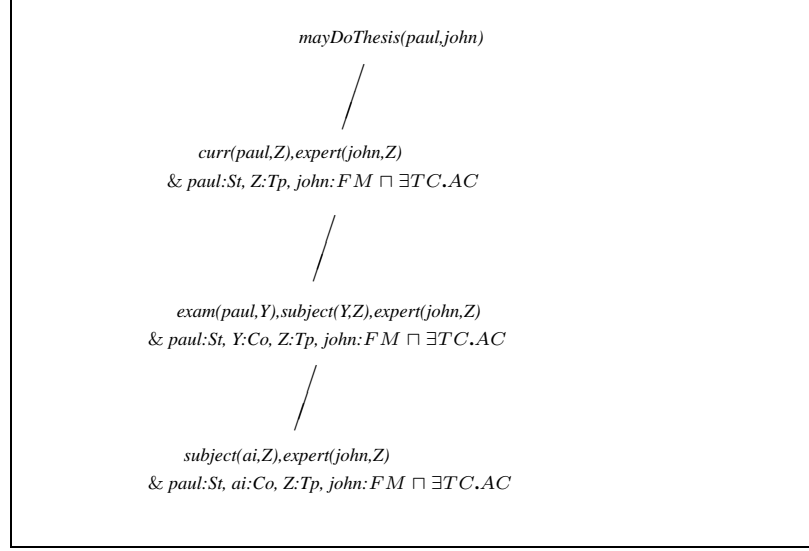 mayDoThesis(paul,john)
curr(paul,Z),expert(john,Z)
& paul:St, Z:Tp, john:FM ⊓ ∃TC.AC
exam(paul,Y),subject(Y,Z),expert(john,Z)
& paul:St, Y:Co, Z:Tp, john:FM ⊓ ∃TC.AC
subject(ai,Z),expert(john,Z)
& paul:St, ai:Co, Z:Tp, john:FM ⊓ ∃TC.AC